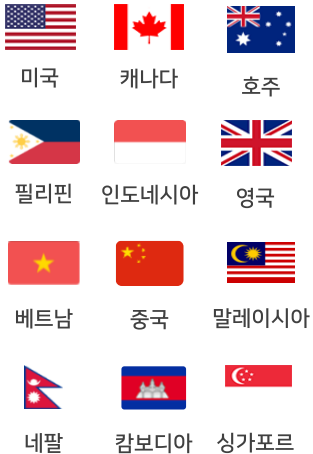 미국 캐나다 호주
필리핀 인도네시아 영국
베트남 중국 말레이시아
네팔 캄보디아 싱가포르